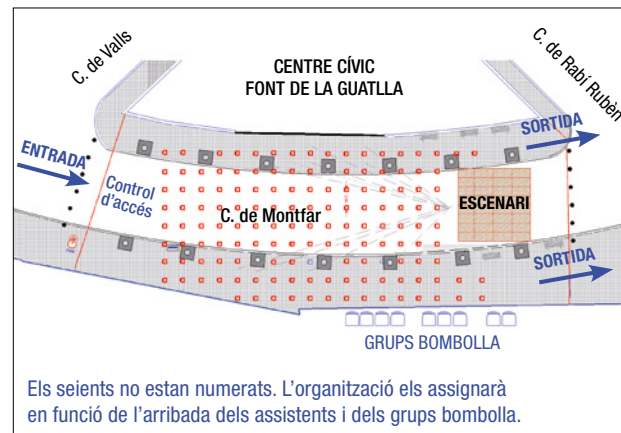 C. de Valls
CENTRE CÍVIC
FONT DE LA GUATLLA
C. de Rabí Rubèn
SORTIDA
ENTRADA
Control
d'accés
C. de Montfar
ESCENARI
SORTIDA
GRUPS BOMBOLLA
Els seients no estan numerats. L'organització els assignarà
en funció de l'arribada dels assistents i dels grups bombolla.